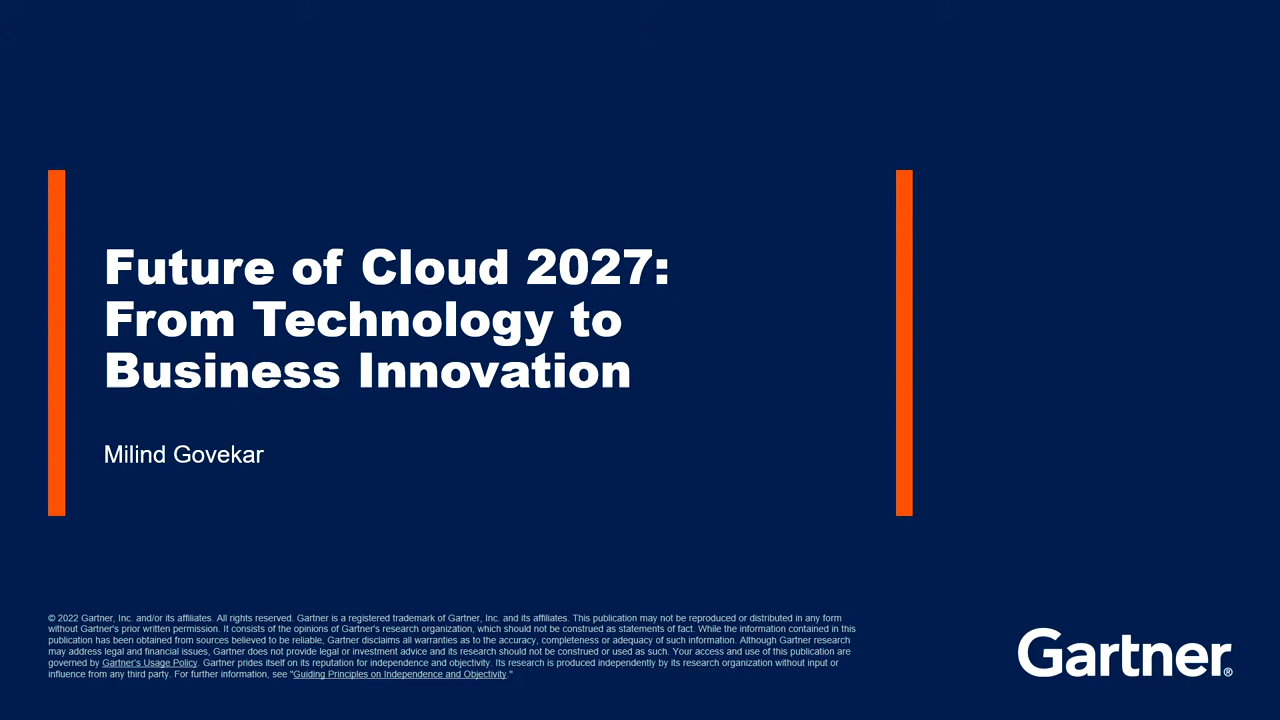 Future of Cloud 2027:
From Technology to
Business Innovation
Milind Govekar
© 2022 Gartner, Inc. and/or its affiliates. All rights reserved. Gartner is a registered trademark of Gartner, Inc. and its affiliates. This publication may not be reproduced or distributed in any form
without Gartner's prior written permission. It consists of the opinions of Gartner's research organization, which should not be construed as statements of fact. While the information contained in this
publication has been obtained from sources believed to be reliable, Gartner disclaims all warranties as to the accuracy, completeness or adequacy of such information. Although Gartner research
may address legal and financial issues, Gartner does not provide legal or investment advice and its research should not be construed or used as such. Your access and use of this publication are
governed by Gartner's Usage Policy. Gartner prides itself on its reputation for independence and objectivity. Its research is produced independently by its research organization without input or
influence from any third party. For further information, see "Guiding Principles on Independence and Objectivity."
Gartner®